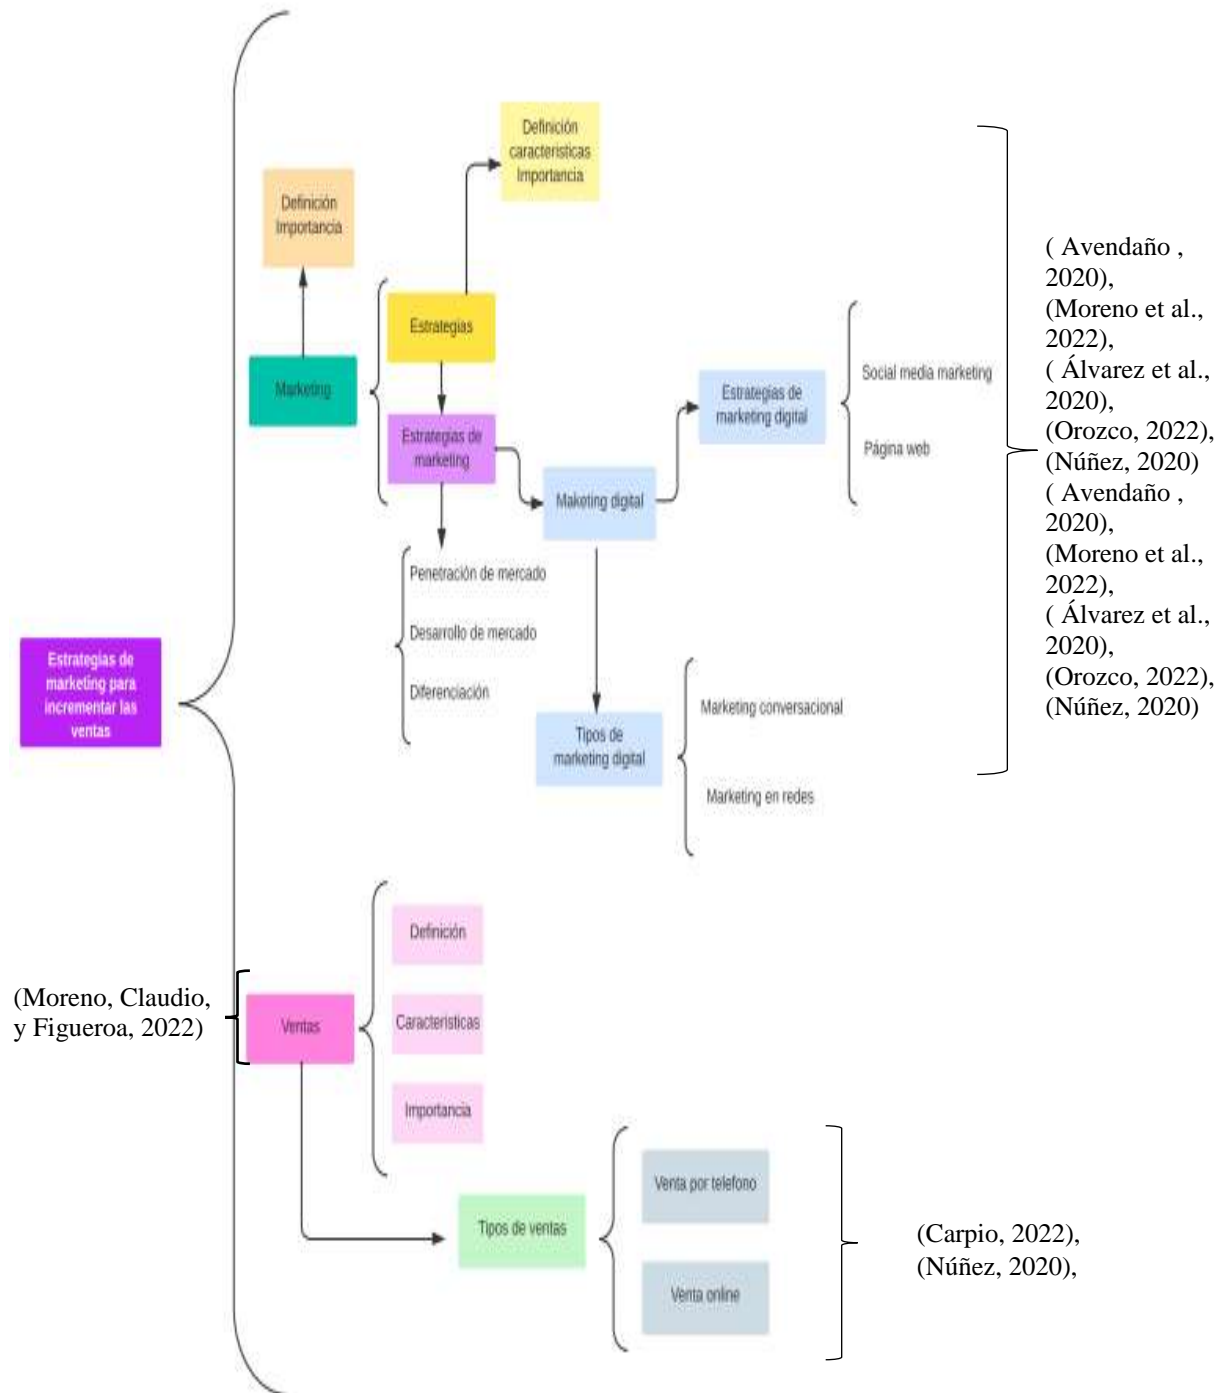 Definición
características
Importancia
Definición
Importancia
Estrategias
Marketing
Estrategias de
marketing
Maketing digital
Estrategias de
marketing digital
Social media marketing
Página web
Penetración de mercado
Desarrollo de mercado
Diferenciación
Tipos de
marketing digital
Marketing conversacional
Marketing en redes
( Avendaño ,
2020),
(Moreno et al.,
2022),
( Álvarez et al.,
2020),
(Orozco, 2022),
(Núñez, 2020)
( Avendaño ,
2020),
(Moreno et al.,
2022),
( Álvarez et al.,
2020),
(Orozco, 2022),
(Núñez, 2020)
Estrategias de
marketing para
incrementar las
ventas
(Moreno, Claudio,
y Figueroa, 2022)
Ventas
Definición
Características
Importancia
Tipos de ventas
Venta por telefono
Venta online
(Carpio, 2022),
(Núñez, 2020),